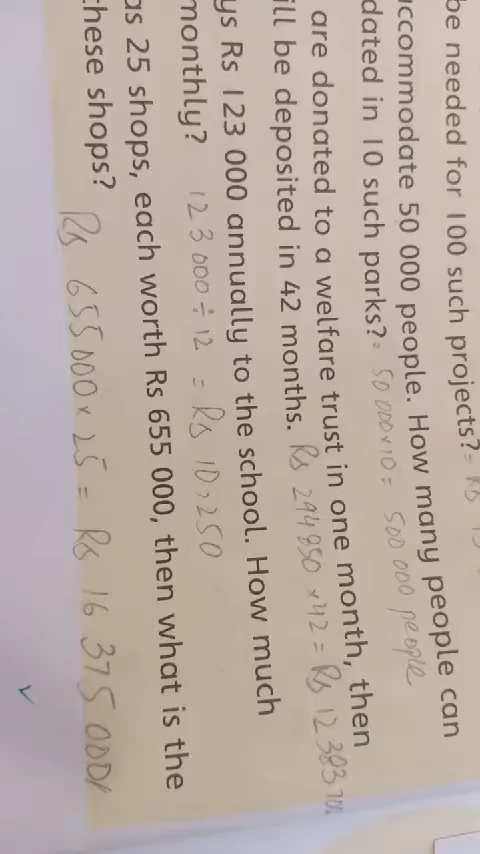 be needed for 100 such projects? = Rs
accommodate 50 000 people. How many people can
dated in 10 such parks? = 50 000 × 10 = 500 000 people
are donated to a welfare trust in one month, then
ill be deposited in 42 months. Rs 294 850 × 42 = Rs 12 383 70
ys Rs 123 000 annually to the school. How much
monthly? 123 000 ÷ 12 = Rs 10,250
as 25 shops, each worth Rs 655 000, then what is the
these shops? Rs 655 000 × 25 = Rs 16 375 000/